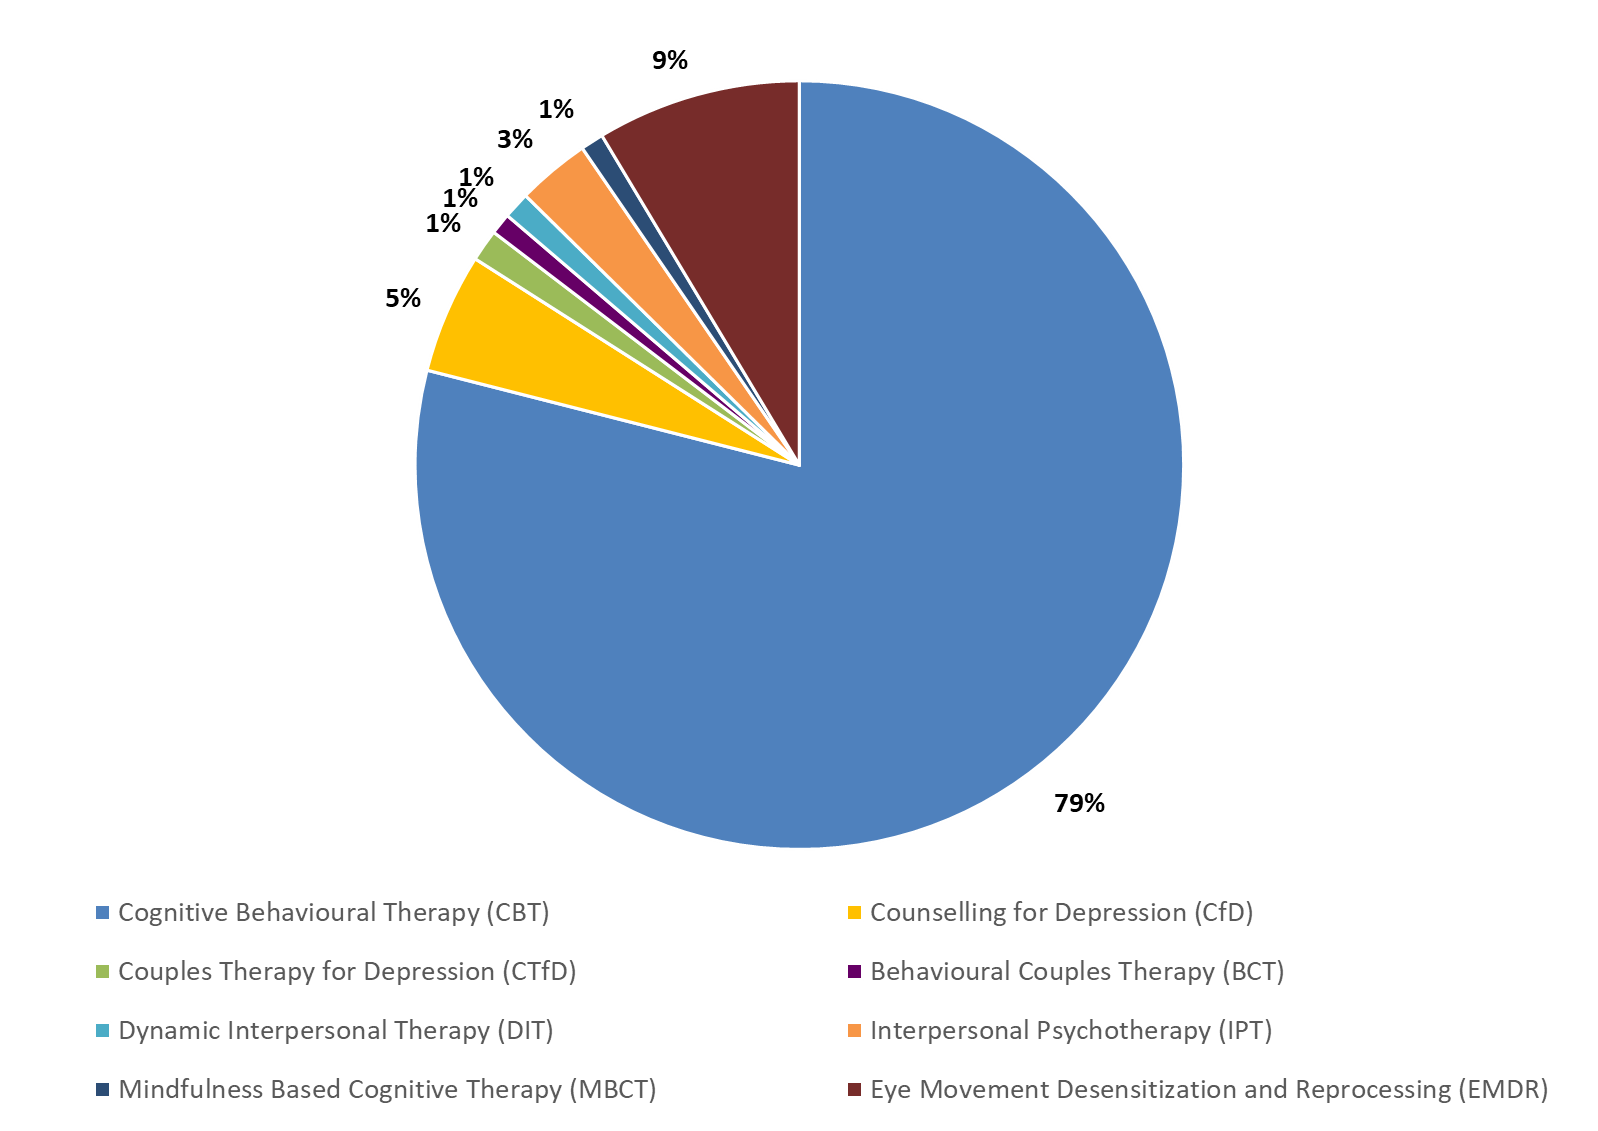 9%
1%
3%
1%
1%
1%
5%
79%
Cognitive Behavioural Therapy (CBT)
Counselling for Depression (CfD)
Couples Therapy for Depression (CTfD)
Behavioural Couples Therapy (BCT)
Dynamic Interpersonal Therapy (DIT)
Interpersonal Psychotherapy (IPT)
Mindfulness Based Cognitive Therapy (MBCT)
Eye Movement Desensitization and Reprocessing (EMDR)